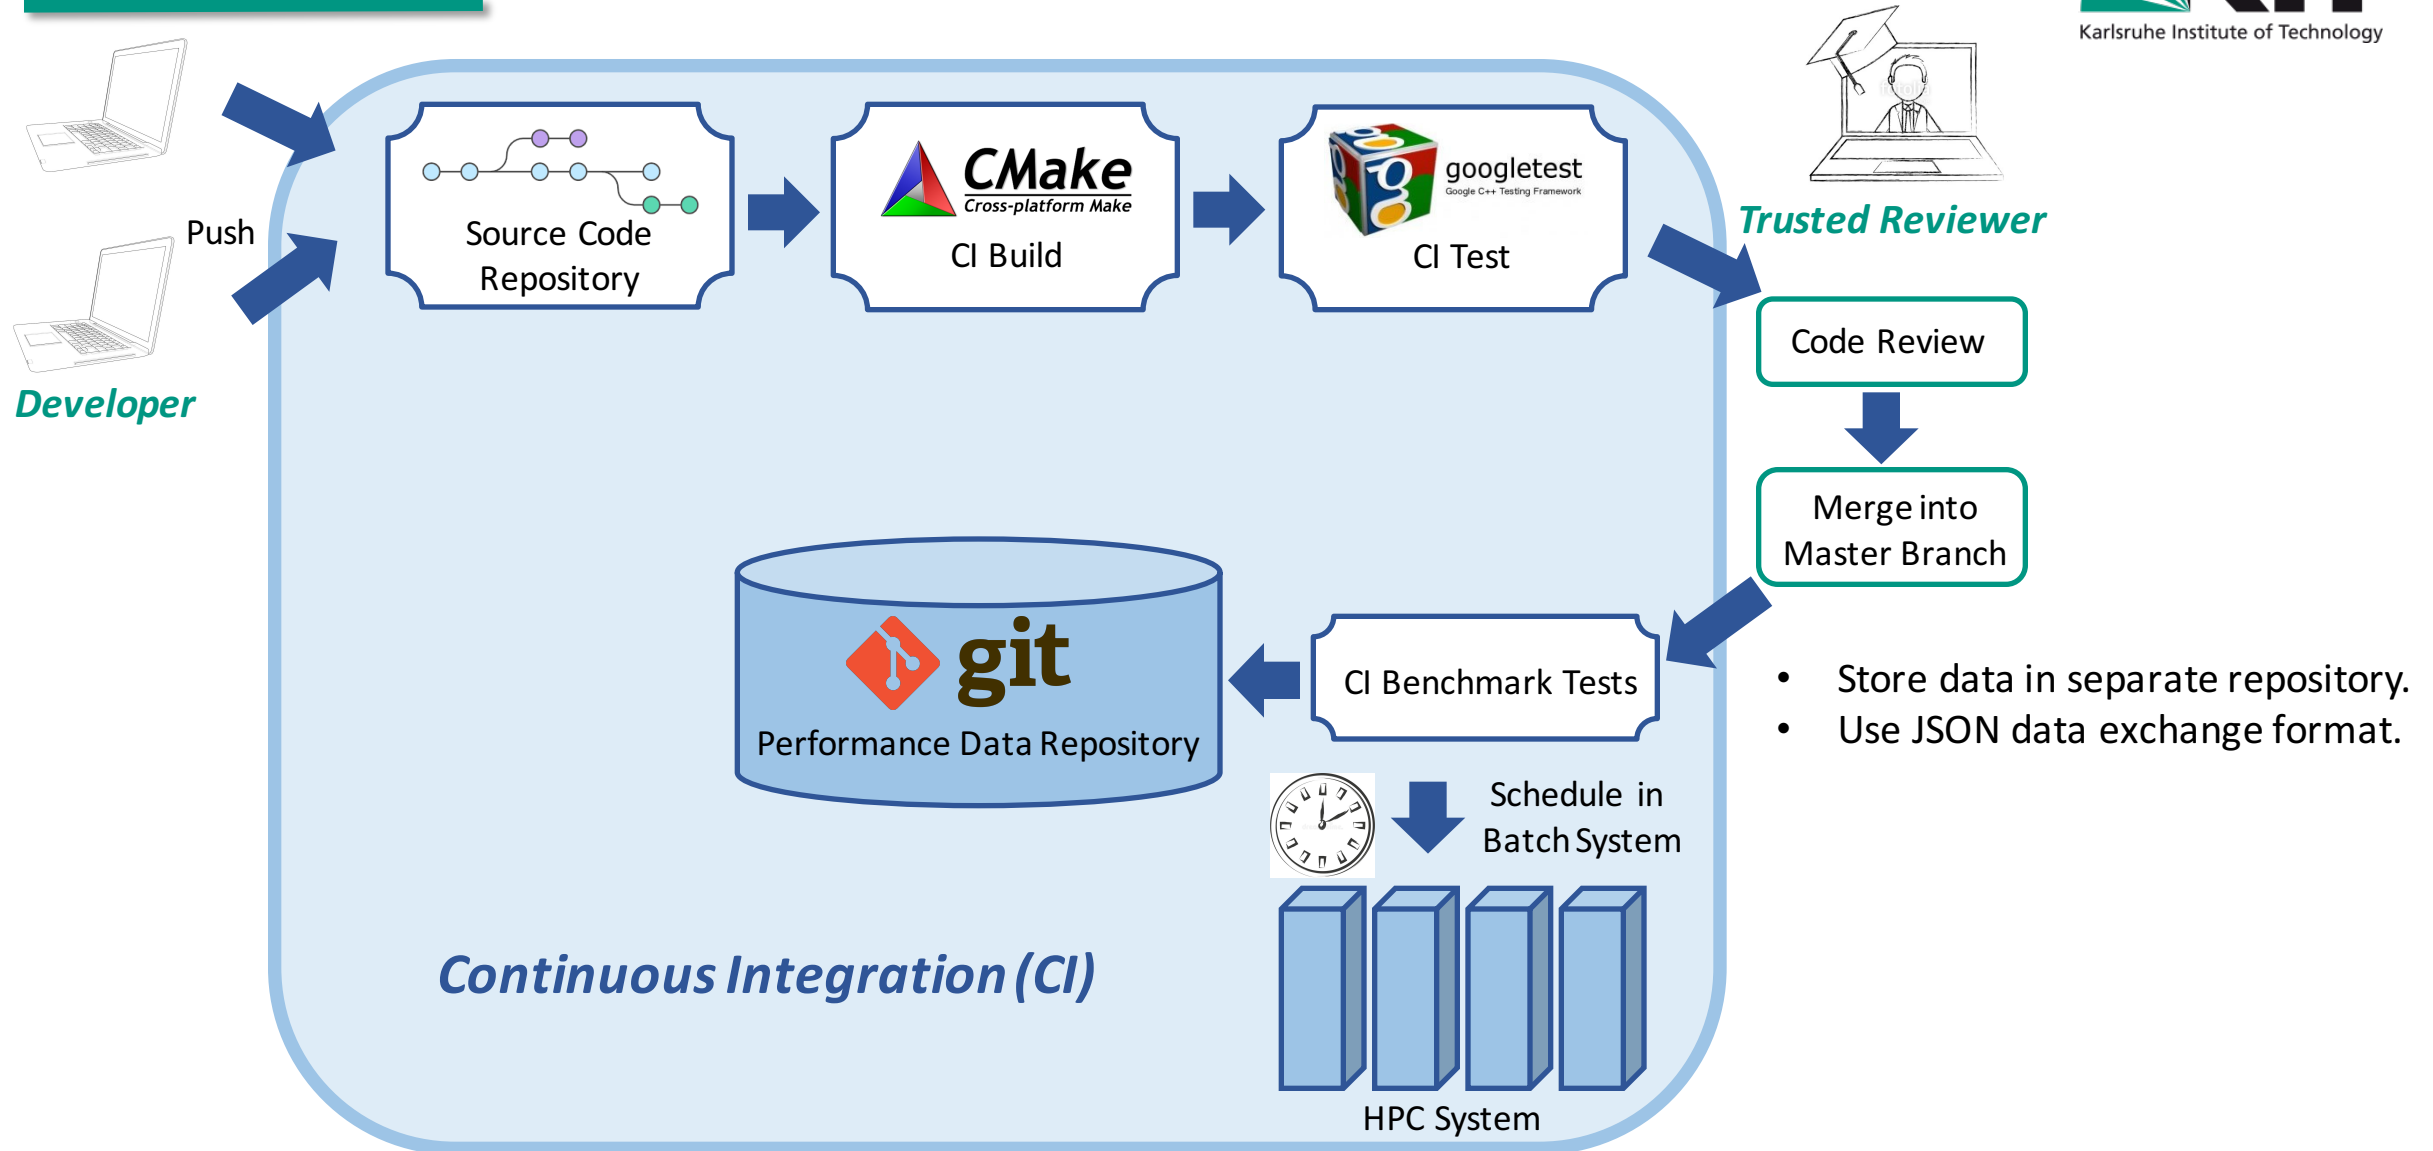 Karlsruhe Institute of Technology
Push
Developer
Source Code
Repository
CMake
Cross-platform Make
CI Build
googletest
Google C++ Testing Framework
CI Test
Trusted Reviewer
Code Review
Merge into
Master Branch
git
Performance Data Repository
CI Benchmark Tests
• Store data in separate repository.
• Use JSON data exchange format.
Schedule in
Batch System
Continuous Integration (CI)
HPC System